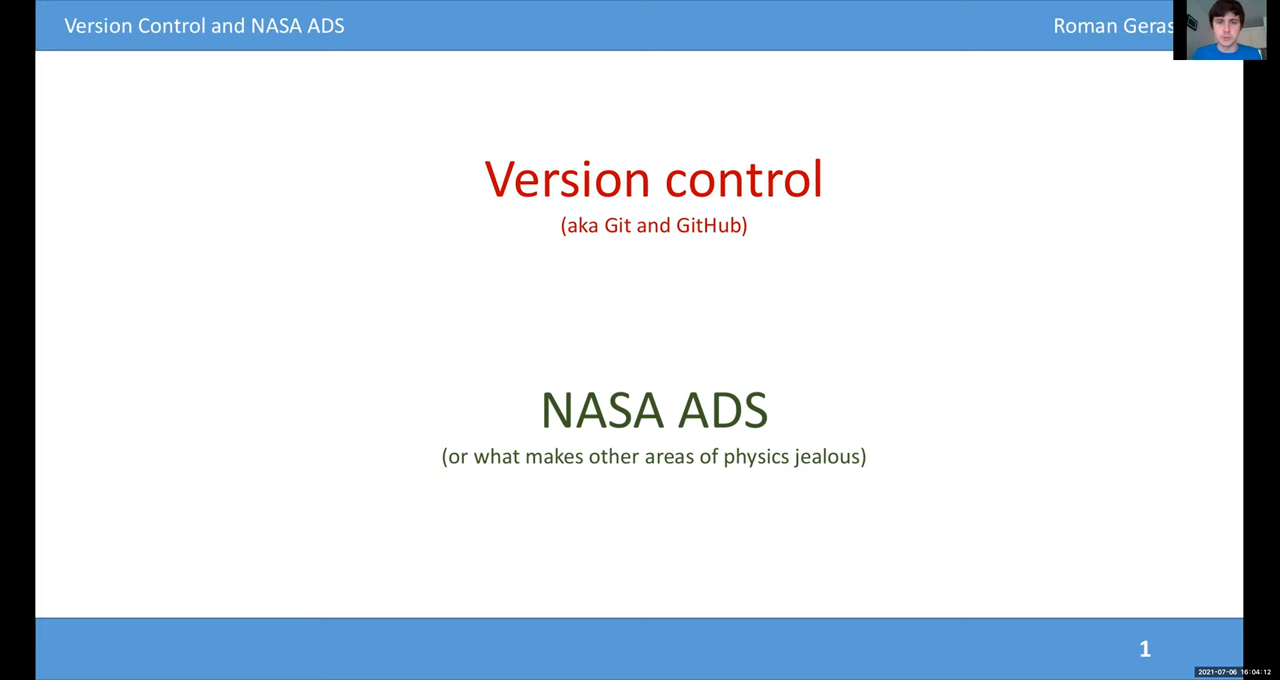 Version Control and NASA ADS
Roman Geras
Version control
(aka Git and GitHub)
NASA ADS
(or what makes other areas of physics jealous)
1
2021-07-06 16:04:12